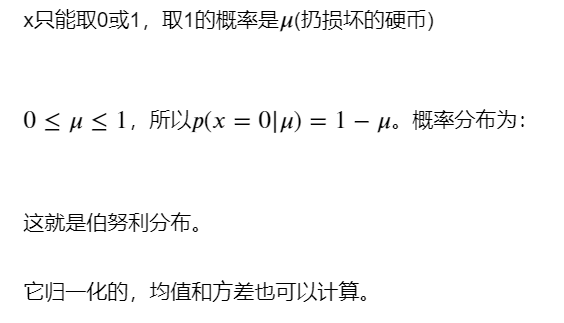 x只能取0或1，取1的概率是μ(扔损坏的硬币)
0 ≤ μ ≤ 1，所以p(x = 0|μ) = 1 − μ。概率分布为：
这就是伯努利分布。
它归一化的，均值和方差也可以计算。